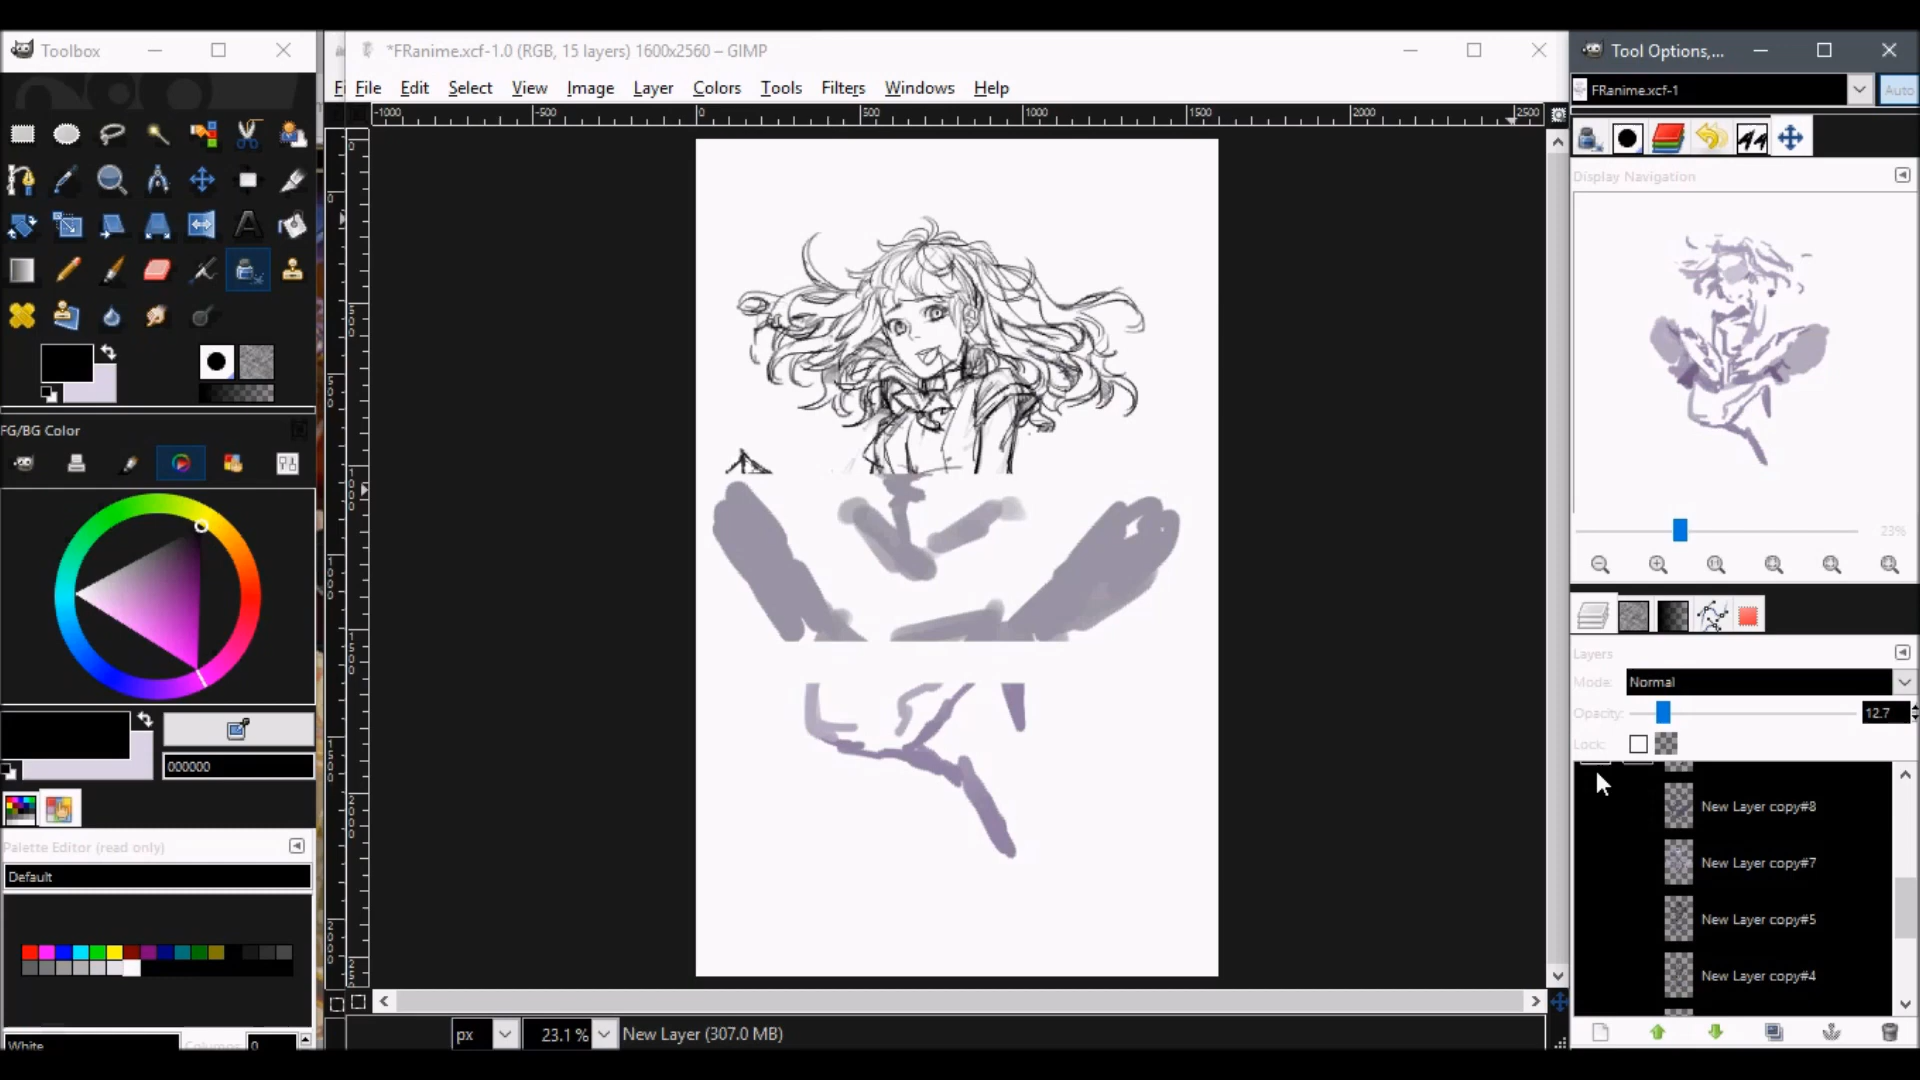 Toolbox
*FRanime.xcf-1.0 (RGB, 15 layers) 1600x2560 – GIMP
Tool Options,...
File Edit Select View Image Layer Colors Tools Filters Windows Help
FRanime.xcf-1
Auto
-1000 -500 0 500 1000 1500 2000 2500
Display Navigation
23%
FG/BG Color
Layers
Mode: Normal
Opacity: 12.7
Lock:
000000
New Layer copy#8
New Layer copy#7
New Layer copy#5
New Layer copy#4
Palette Editor (read only)
Default
White
Columns: 0
px 23.1 % New Layer (307.0 MB)